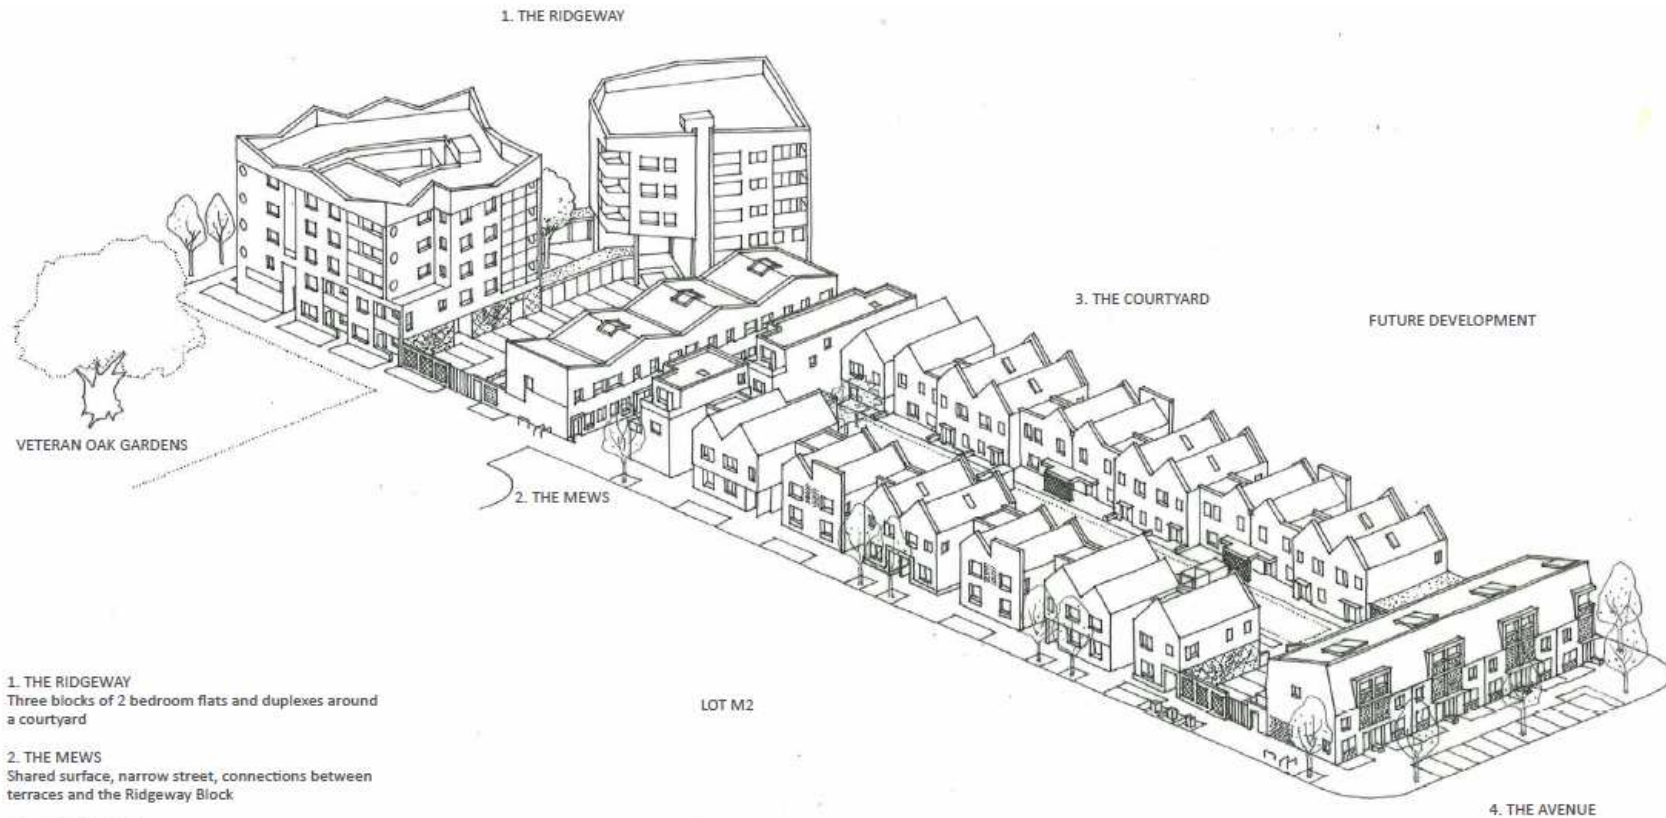 1. THE RIDGEWAY
3. THE COURTYARD
FUTURE DEVELOPMENT
VETERAN OAK GARDENS
2. THE MEWS
1. THE RIDGEWAY
Three blocks of 2 bedroom flats and duplexes around
a courtyard
LOT M2
2. THE MEWS
Shared surface, narrow street, connections between
terraces and the Ridgeway Block
4. THE AVENUE